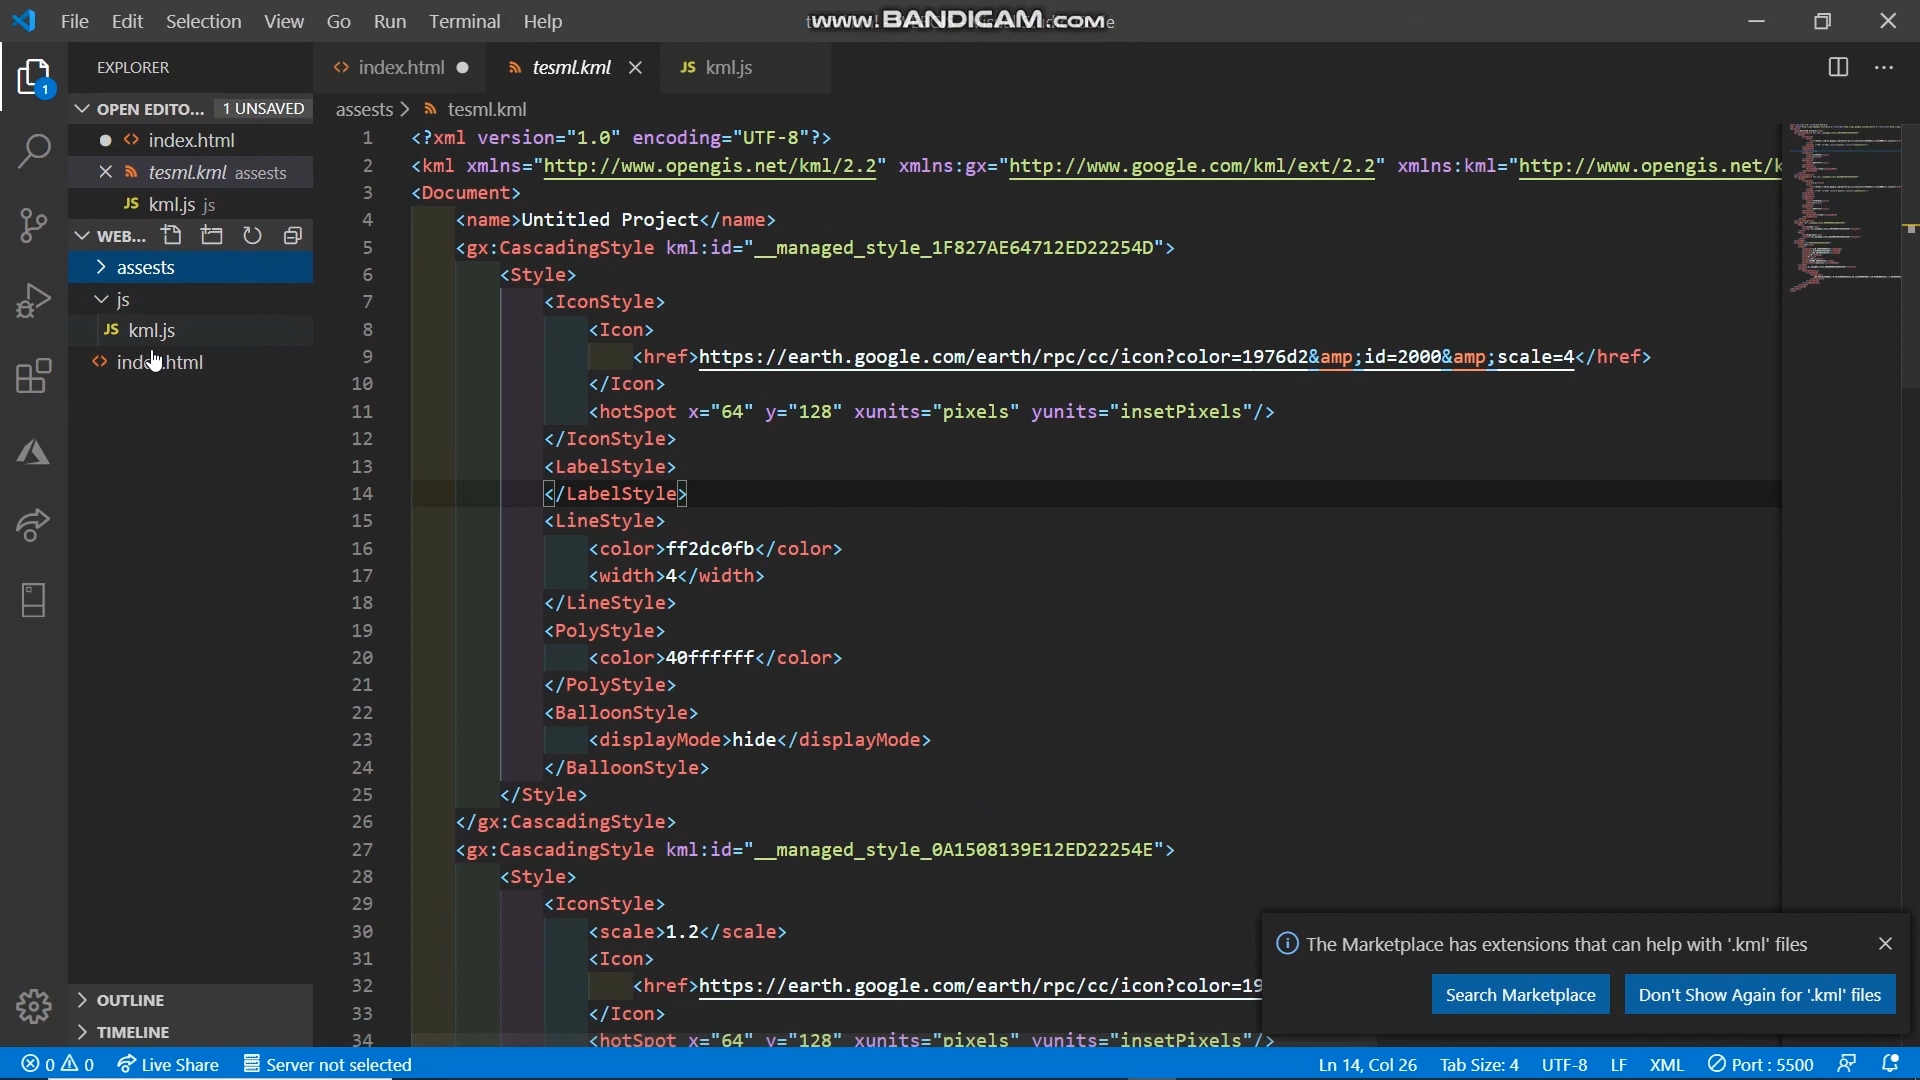 File Edit Selection View Go Run Terminal Help
www.BANDICAM.com
EXPLORER
index.html
tesml.kml
JS kml.js
OPEN EDITO... 1 UNSAVED
index.html
tesml.kml assests
JS kml.js js
WEB...
assests
js
JS kml.js
index.html
OUTLINE
TIMELINE
assests > tesml.kml
1 <?xml version="1.0" encoding="UTF-8"?>
2 <kml xmlns="http://www.opengis.net/kml/2.2" xmlns:gx="http://www.google.com/kml/ext/2.2" xmlns:kml="http://www.opengis.net/k
3 <Document>
4 <name>Untitled Project</name>
5 <gx:CascadingStyle kml:id="__managed_style_1F827AE64712ED22254D">
6 <Style>
7 <IconStyle>
8 <Icon>
9 <href>https://earth.google.com/earth/rpc/cc/icon?color=1976d2&amp;id=2000&amp;scale=4</href>
10 </Icon>
11 <hotSpot x="64" y="128" xunits="pixels" yunits="insetPixels"/>
12 </IconStyle>
13 <LabelStyle>
14 </LabelStyle>
15 <LineStyle>
16 <color>ff2dc0fb</color>
17 <width>4</width>
18 </LineStyle>
19 <PolyStyle>
20 <color>40ffffff</color>
21 </PolyStyle>
22 <BalloonStyle>
23 <displayMode>hide</displayMode>
24 </BalloonStyle>
25 </Style>
26 </gx:CascadingStyle>
27 <gx:CascadingStyle kml:id="__managed_style_0A1508139E12ED22254E">
28 <Style>
29 <IconStyle>
30 <scale>1.2</scale>
31 <Icon>
32 <href>https://earth.google.com/earth/rpc/cc/icon?color=19
33 </Icon>
34 <hotSpot x="64" y="128" xunits="pixels" yunits="insetPixels"/>
The Marketplace has extensions that can help with '.kml' files
Search Marketplace
Don't Show Again for '.kml' files
1
0 0 Live Share Server not selected
Ln 14, Col 26 Tab Size: 4 UTF-8 LF XML Port : 5500